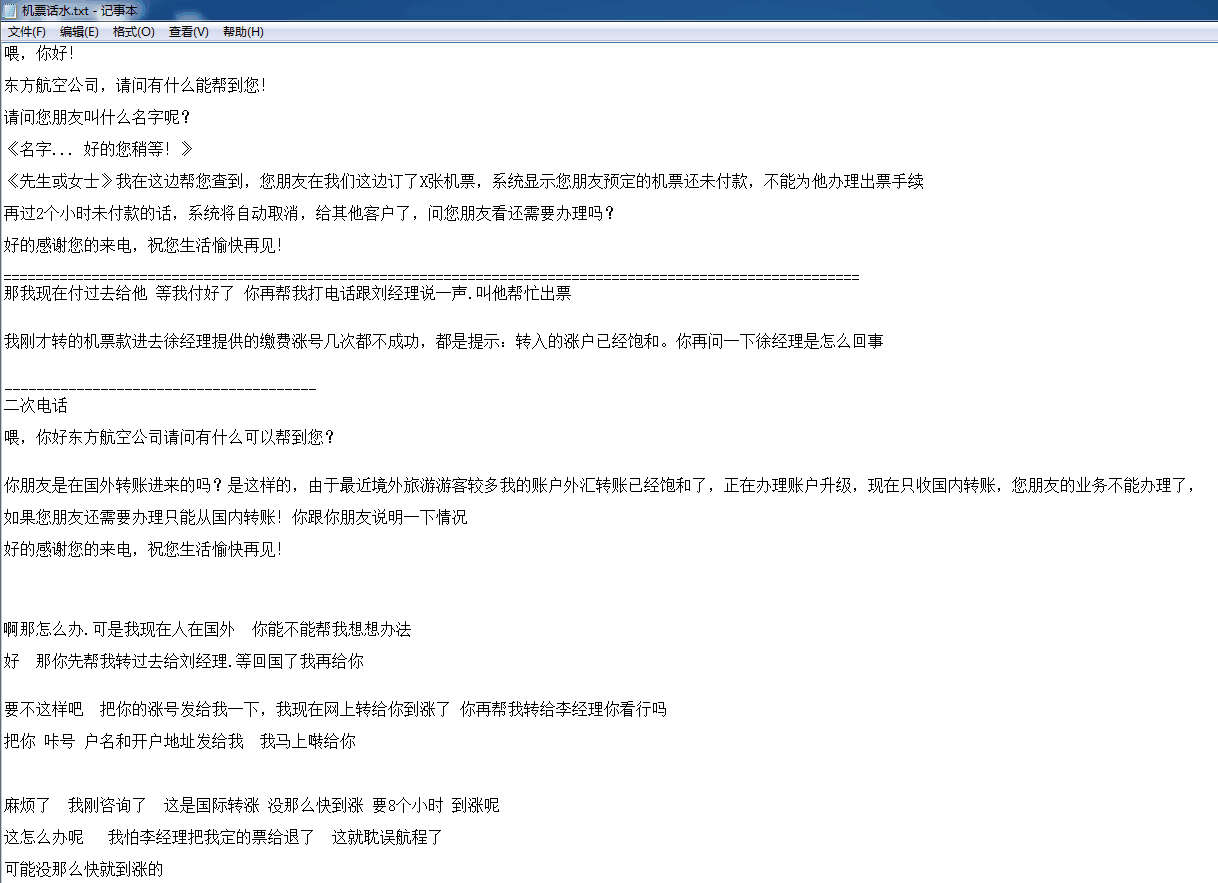 机票话水.txt - 记事本
文件(F) 编辑(E) 格式(O) 查看(V) 帮助(H)
喂，你好！
东方航空公司，请问有什么能帮到您！
请问您朋友叫什么名字呢？
《名字... 好的您稍等！》
《先生或女士》我在这边帮您查到，您朋友在我们这边订了X张机票，系统显示您朋友预定的机票还未付款，不能为他办理出票手续
再过2个小时未付款的话，系统将自动取消，给其他客户了，问您朋友看还需要办理吗？
好的感谢您的来电，祝您生活愉快再见！
===========================================================================================================
那我现在付过去给他 等我付好了 你再帮我打电话跟刘经理说一声.叫他帮忙出票
我刚才转的机票款进去徐经理提供的缴费涨号几次都不成功，都是提示：转入的涨户已经饱和。你再问一下徐经理是怎么回事
---------------------------------------
二次电话
喂，你好东方航空公司请问有什么可以帮到您？
你朋友是在国外转账进来的吗？是这样的，由于最近境外旅游游客较多我的账户外汇转账已经饱和了，正在办理账户升级，现在只收国内转账，您朋友的业务不能办理了，
如果您朋友还需要办理只能从国内转账！你跟你朋友说明一下情况
好的感谢您的来电，祝您生活愉快再见！
啊那怎么办.可是我现在人在国外  你能不能帮我想想办法
好  那你先帮我转过去给刘经理.等回国了我再给你
要不这样吧  把你的涨号发给我一下，我现在网上转给你到涨了 你再帮我转给李经理你看行吗
把你 咔号 户名和开户地址发给我  我马上啭给你
麻烦了  我刚咨询了  这是国际转涨 没那么快到涨 要8个小时 到涨呢
这怎么办呢   我怕李经理把我定的票给退了  这就耽误航程了
可能没那么快就到涨的